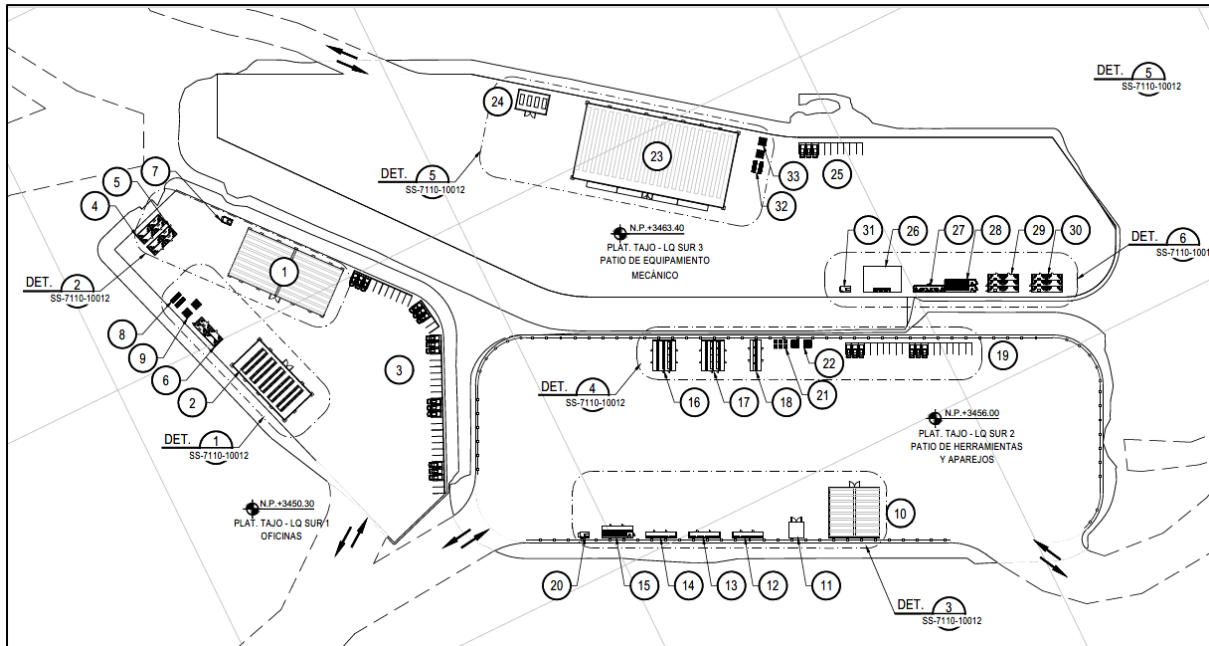 DET. 5
SS-7110-10012
24
23
33
32
25
DET. 5
SS-7110-10012
N.P.+3463.40
PLAT. TAJO - LQ SUR 3
PATIO DE EQUIPAMIENTO
MECÁNICO
31
26
27
28
29
30
DET. 6
SS-7110-1001
7
5
4
1
DET. 2
SS-7110-10012
8
9
6
2
3
DET. 1
SS-7110-10012
N.P.+3450.30
PLAT. TAJO - LQ SUR 1
OFICINAS
DET. 4
SS-7110-10012
16
17
18
21
22
19
N.P.+3456.00
PLAT. TAJO - LQ SUR 2
PATIO DE HERRAMIENTAS
Y APAREJOS
10
20
15
14
13
12
11
DET. 3
SS-7110-10012